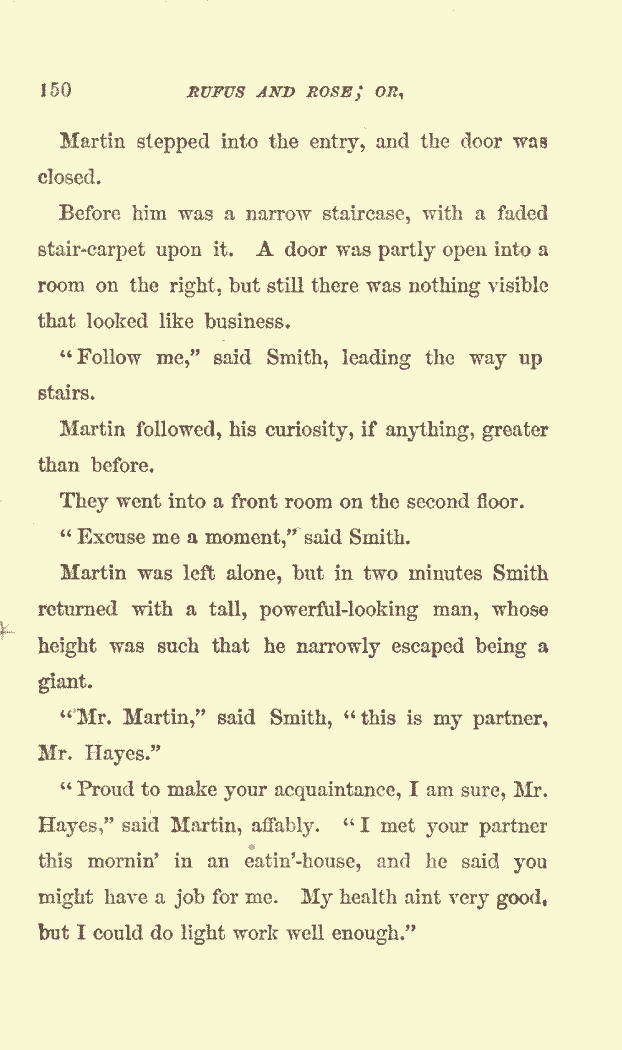 150 RUFUS AND ROSE; OR,
Martin stepped into the entry, and the door was
closed.
Before him was a narrow staircase, with a faded
stair-carpet upon it. A door was partly open into a
room on the right, but still there was nothing visible
that looked like business.
"Follow me," said Smith, leading the way up
stairs.
Martin followed, his curiosity, if anything, greater
than before.
They went into a front room on the second floor.
"Excuse me a moment," said Smith.
Martin was left alone, but in two minutes Smith
returned with a tall, powerful-looking man, whose
height was such that he narrowly escaped being a
giant.
"Mr. Martin," said Smith, "this is my partner,
Mr. Hayes."
"Proud to make your acquaintance, I am sure, Mr.
Hayes," said Martin, affably. "I met your partner
this mornin' in an eatin'-house, and he said you
might have a job for me. My health aint very good,
but I could do light work well enough."